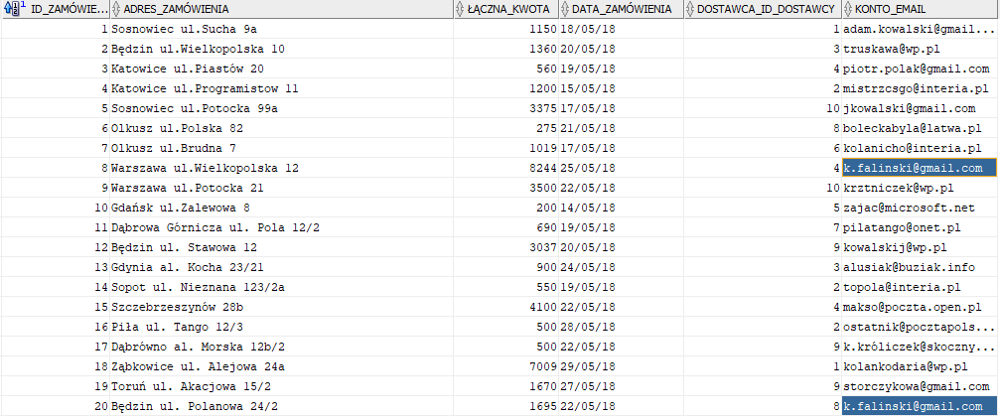 ID_ZAMÓWIE... ADRES_ZAMÓWIENIA ŁĄCZNA_KWOTA DATA_ZAMÓWIENIA DOSTAWCA_ID_DOSTAWCY KONTO_EMAIL
1 Sosnowiec ul.Sucha 9a 1150 18/05/18 1 adam.kowalski@gmail...
2 Będzin ul.Wielkopolska 10 1360 20/05/18 3 truskawa@wp.pl
3 Katowice ul.Piastów 20 560 19/05/18 4 piotr.polak@gmail.com
4 Katowice ul.Programistow 11 1200 15/05/18 2 mistrzcsgo@interia.pl
5 Sosnowiec ul.Potocka 99a 3375 17/05/18 10 jkowalski@gmail.com
6 Olkusz ul.Polska 82 275 21/05/18 8 boleckabyla@latwa.pl
7 Olkusz ul.Brudna 7 1019 17/05/18 6 kolanicho@interia.pl
8 Warszawa ul.Wielkopolska 12 8244 25/05/18 4 k.falinski@gmail.com
9 Warszawa ul.Potocka 21 3500 22/05/18 10 krztniczek@wp.pl
10 Gdańsk ul.Zalewowa 8 200 14/05/18 5 zajac@microsoft.net
11 Dąbrowa Górnicza ul. Pola 12/2 690 19/05/18 7 pilatango@onet.pl
12 Będzin ul. Stawowa 12 3037 20/05/18 9 kowalskij@wp.pl
13 Gdynia al. Kocha 23/21 900 24/05/18 3 alusiak@buziak.info
14 Sopot ul. Nieznana 123/2a 550 19/05/18 2 topola@interia.pl
15 Szczebrzeszynów 28b 4100 22/05/18 4 makso@poczta.open.pl
16 Piła ul. Tango 12/3 500 28/05/18 2 ostatnik@pocztapols...
17 Dąbrówno al. Morska 12b/2 500 22/05/18 9 k.króliczek@skoczny...
18 Ząbkowice ul. Alejowa 24a 7009 29/05/18 1 kolankodaria@wp.pl
19 Toruń ul. Akacjowa 15/2 1670 27/05/18 9 storczykowa@gmail.com
20 Będzin ul. Polanowa 24/2 1695 22/05/18 8 k.falinski@gmail.com